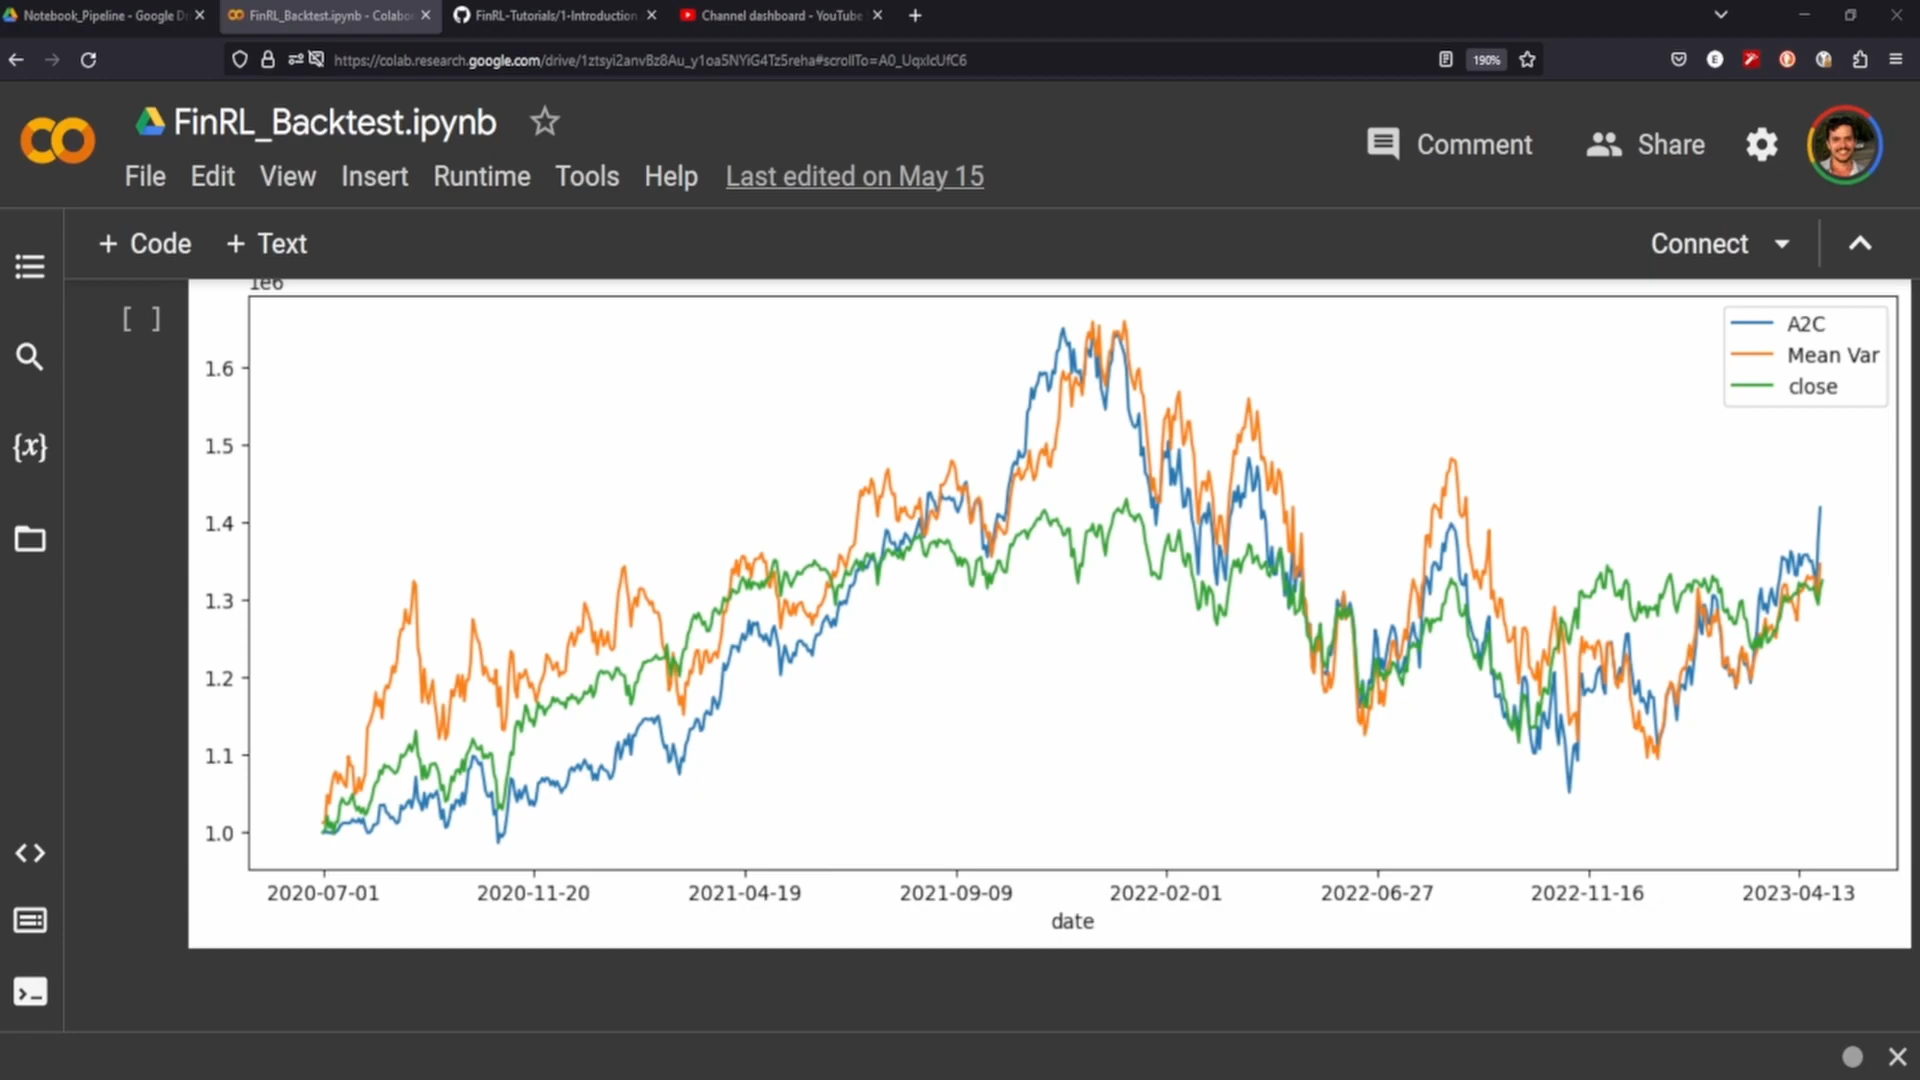 Notebook_Pipeline - Google Dr
FinRL_Backtest.ipynb - Colabo
FinRL-Tutorials/1-Introduction
Channel dashboard - YouTube
https://colab.research.google.com/drive/1ztsyi2anvBz8Au_y1oa5NYiG4Tz5reha#scrollTo=A0_UqxIcUfC6
190%
FinRL_Backtest.ipynb
Comment
Share
File Edit View Insert Runtime Tools Help Last edited on May 15
+ Code + Text
Connect
{x}
[ ]
1e6
A2C
Mean Var
close
1.6
1.5
1.4
1.3
1.2
1.1
1.0
2020-07-01 2020-11-20 2021-04-19 2021-09-09 2022-02-01 2022-06-27 2022-11-16 2023-04-13
date